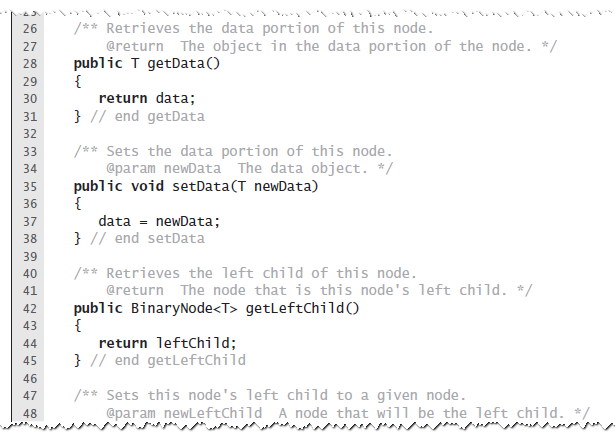 26 /** Retrieves the data portion of this node.
27 @return The object in the data portion of the node. */
28 public T getData()
29 {
30 return data;
31 } // end getData
32
33 /** Sets the data portion of this node.
34 @param newData The data object. */
35 public void setData(T newData)
36 {
37 data = newData;
38 } // end setData
39
40 /** Retrieves the left child of this node.
41 @return The node that is this node's left child. */
42 public BinaryNode<T> getLeftChild()
43 {
44 return leftChild;
45 } // end getLeftChild
46
47 /** Sets this node's left child to a given node.
48 @param newLeftChild A node that will be the left child. */